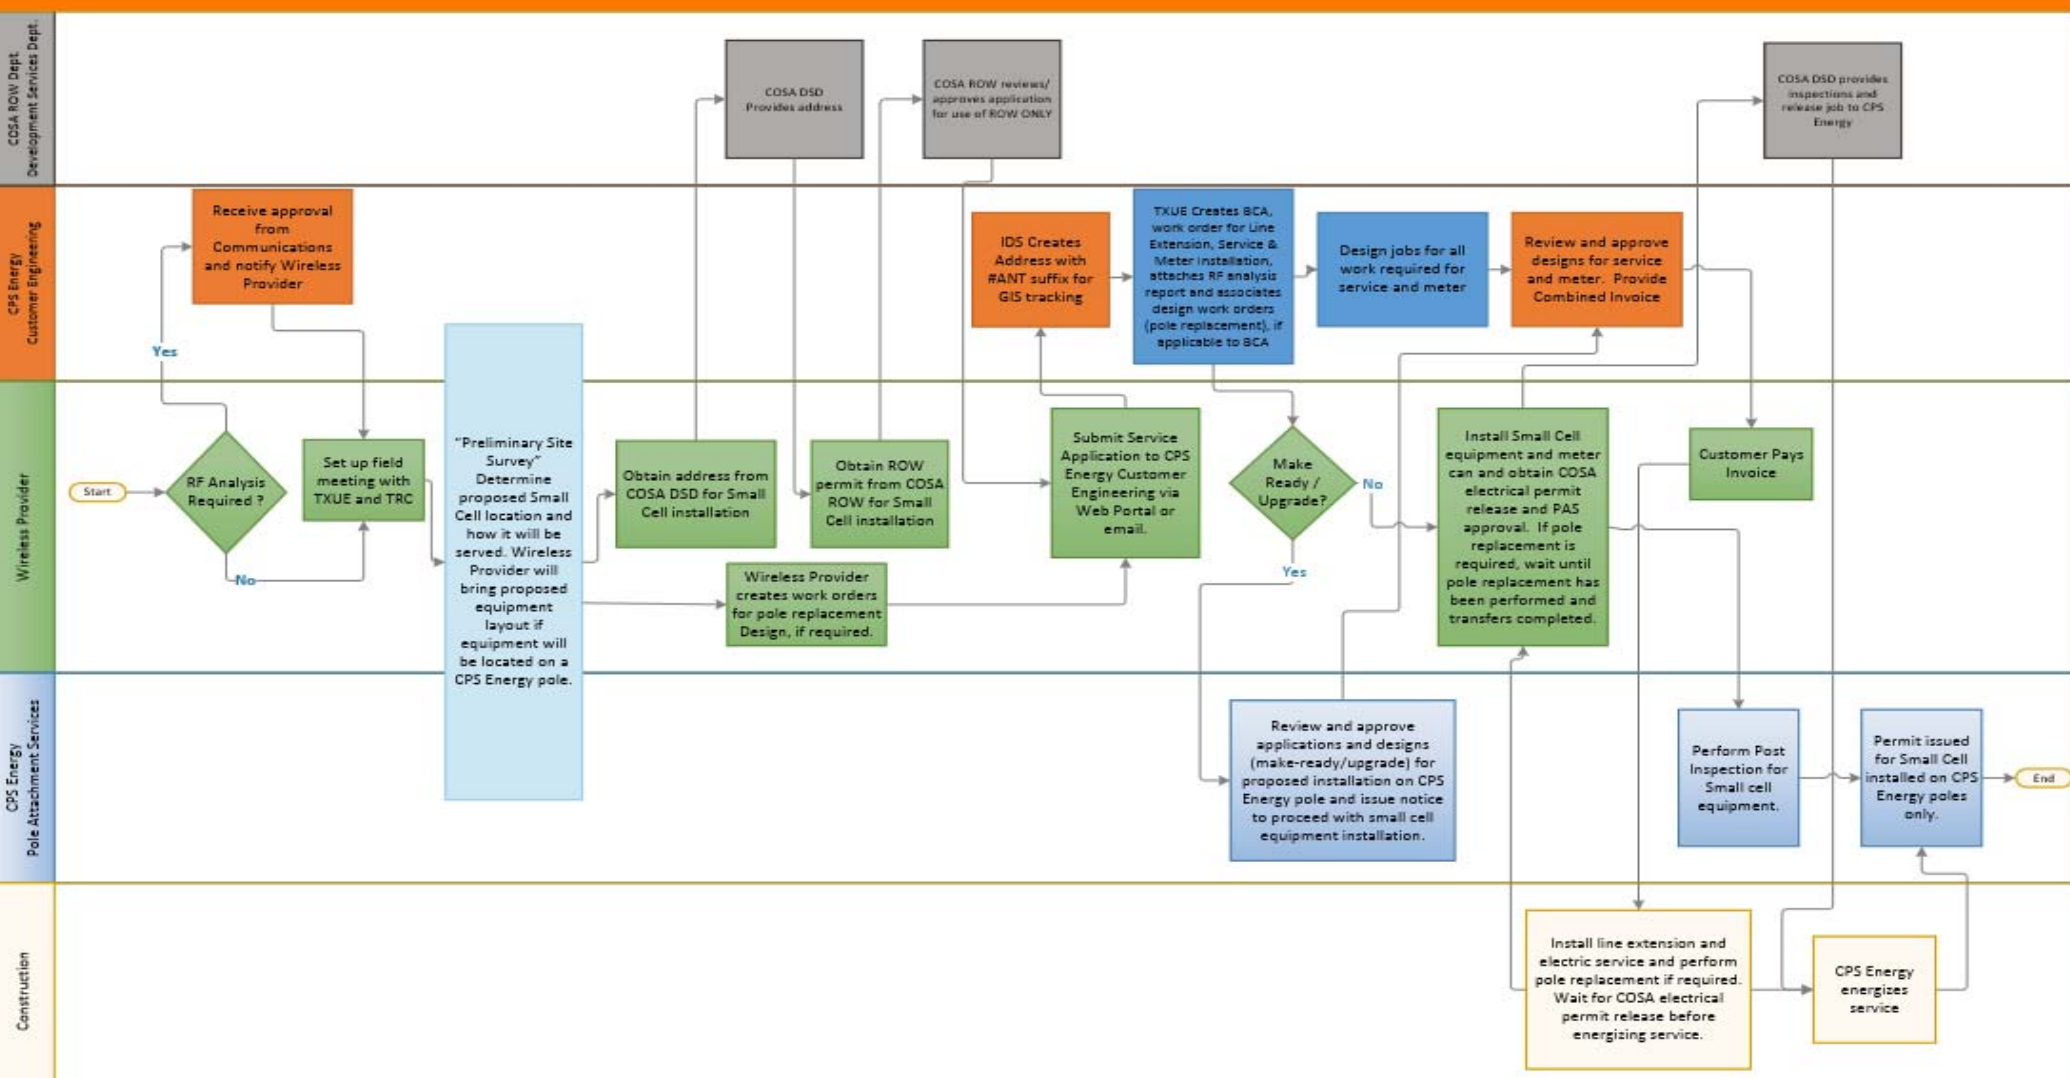 COSA ROW Dept.
Development Services Dept.
COSA DSD
Provides address
COSA ROW reviews/
approves application
for use of ROW ONLY
COSA DSD provides
inspections and
release job to CPS
Energy
CPS Energy
Customer Engineering
Receive approval
from
Communications
and notify Wireless
Provider
IDS Creates
Address with
#ANT suffix for
GIS tracking
TXUE Creates BCA,
work order for Line
Extension, Service &
Meter Installation,
attaches RF analysis
report and associates
design work orders
(pole replacement), if
applicable to BCA
Design jobs for all
work required for
service and meter
Review and approve
designs for service
and meter. Provide
Combined Invoice
Yes
Wireless Provider
Start
RF Analysis
Required ?
No
Set up field
meeting with
TXUE and TRC
"Preliminary Site
Survey"
Determine
proposed Small
Cell location and
how it will be
served. Wireless
Provider will
bring proposed
equipment
layout if
equipment will
be located on a
CPS Energy pole.
Obtain address from
COSA DSD for Small
Cell installation
Obtain ROW
permit from COSA
ROW for Small
Cell installation
Wireless Provider
creates work orders
for pole replacement
Design, if required.
Submit Service
Application to CPS
Energy Customer
Engineering via
Web Portal or
email.
Make
Ready /
Upgrade?
No
Yes
Install Small Cell
equipment and meter
can and obtain COSA
electrical permit
release and PAS
approval. If pole
replacement is
required, wait until
pole replacement has
been performed and
transfers completed.
Customer Pays
Invoice
CPS Energy
Pole Attachment Services
Review and approve
applications and designs
(make-ready/upgrade) for
proposed installation on CPS
Energy pole and issue notice
to proceed with small cell
equipment installation.
Perform Post
Inspection for
Small cell
equipment.
Permit issued
for Small Cell
installed on CPS
Energy poles
only.
End
Construction
Install line extension and
electric service and perform
pole replacement if required.
Wait for COSA electrical
permit release before
energizing service.
CPS Energy
energizes
service